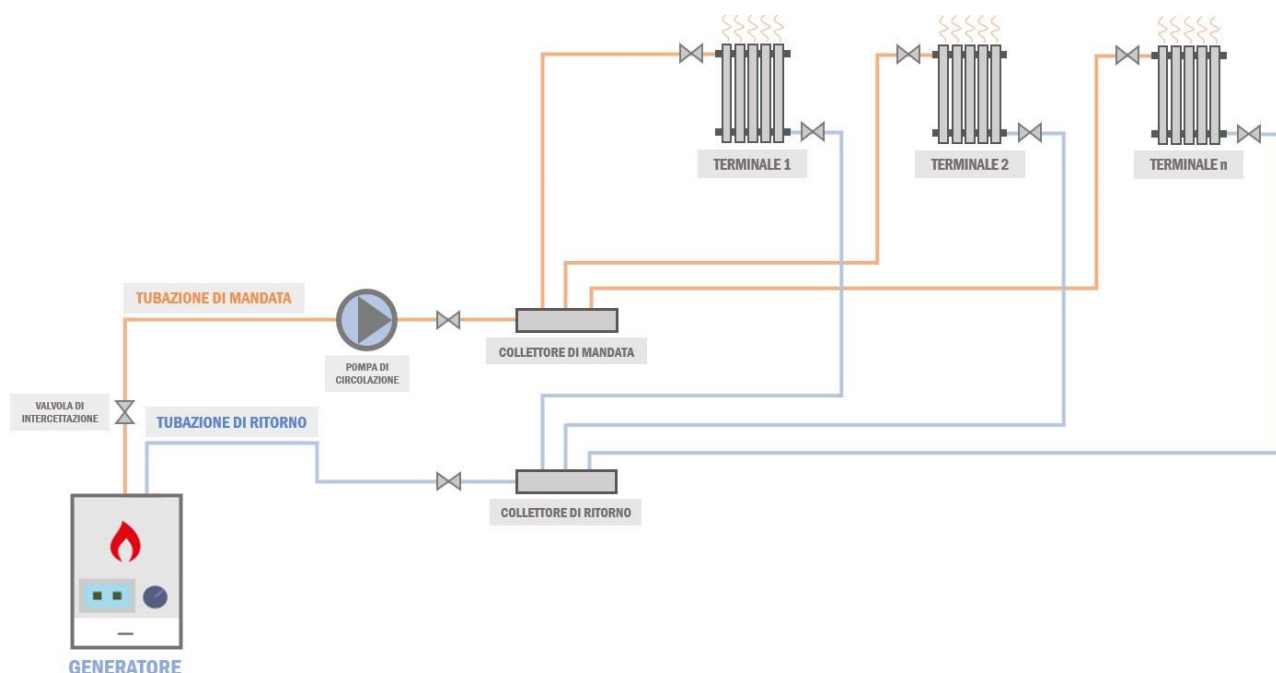 TERMINALE 1
TERMINALE 2
TERMINALE n
TUBAZIONE DI MANDATA
COLLETTORE DI MANDATA
POMPA DI
CIRCOLAZIONE
VALVOLA DI
INTERCETTAZIONE
TUBAZIONE DI RITORNO
COLLETTORE DI RITORNO
GENERATORE